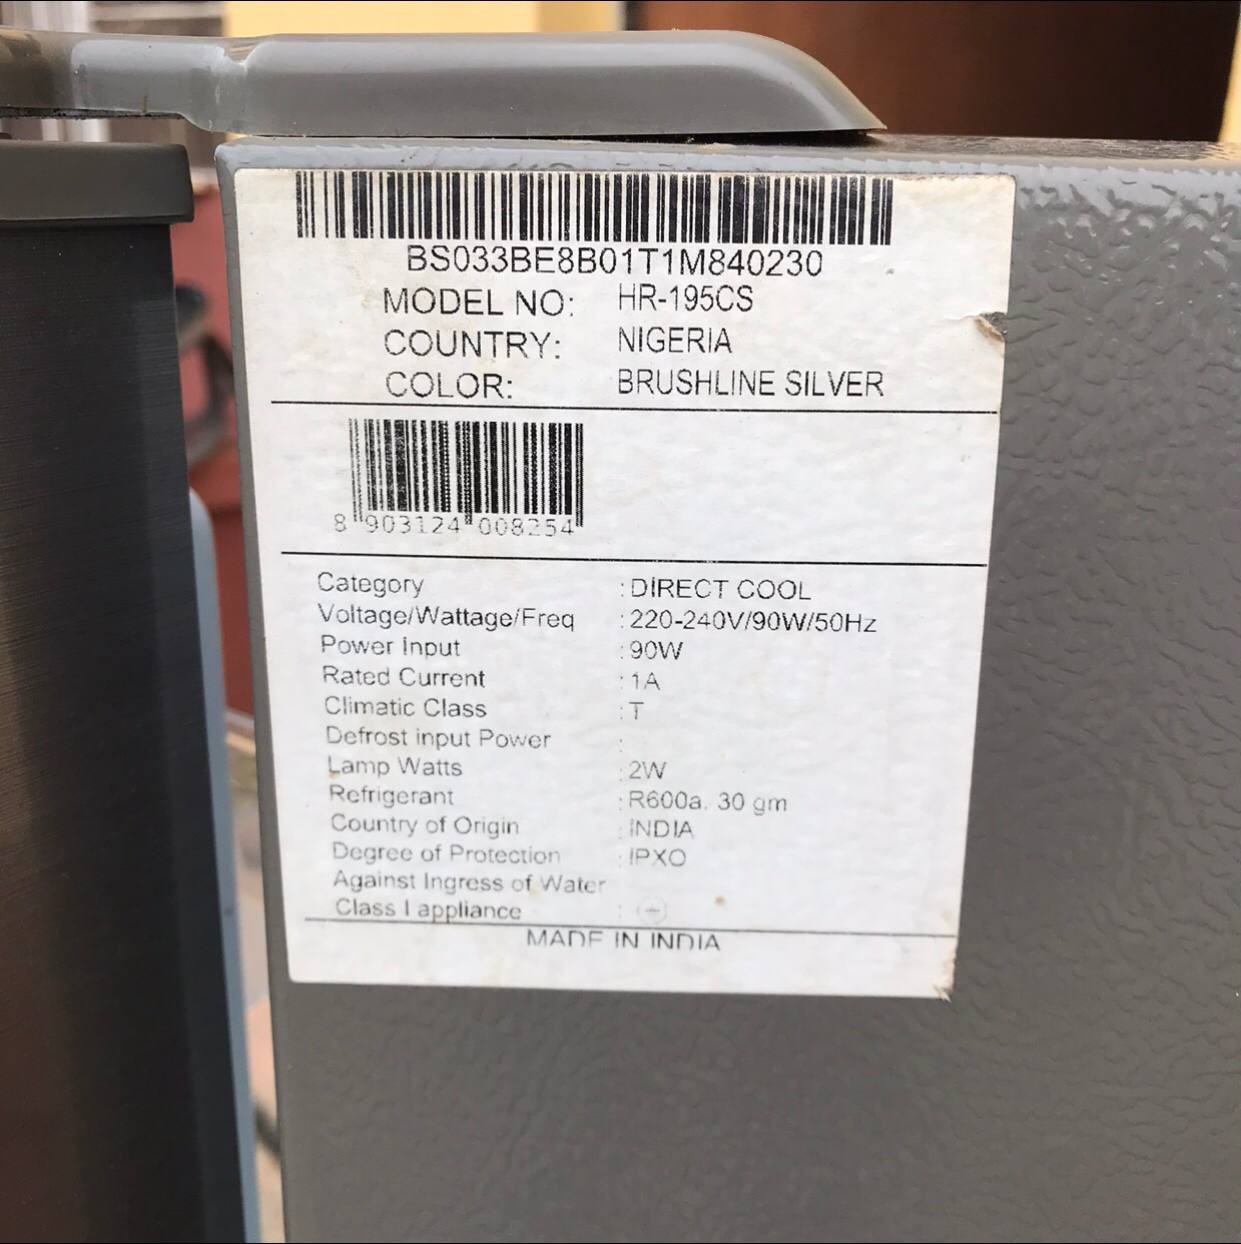 BS033BE8B01T1M840230
MODEL NO: HR-195CS
COUNTRY: NIGERIA
COLOR: BRUSHLINE SILVER
8 903124 008254
Category : DIRECT COOL
Voltage/Wattage/Freq : 220-240V/90W/50Hz
Power Input : 90W
Rated Current : 1A
Climatic Class : T
Defrost input Power :
Lamp Watts : 2W
Refrigerant : R600a. 30 gm
Country of Origin : INDIA
Degree of Protection : IPXO
Against Ingress of Water
Class I appliance :
MADE IN INDIA